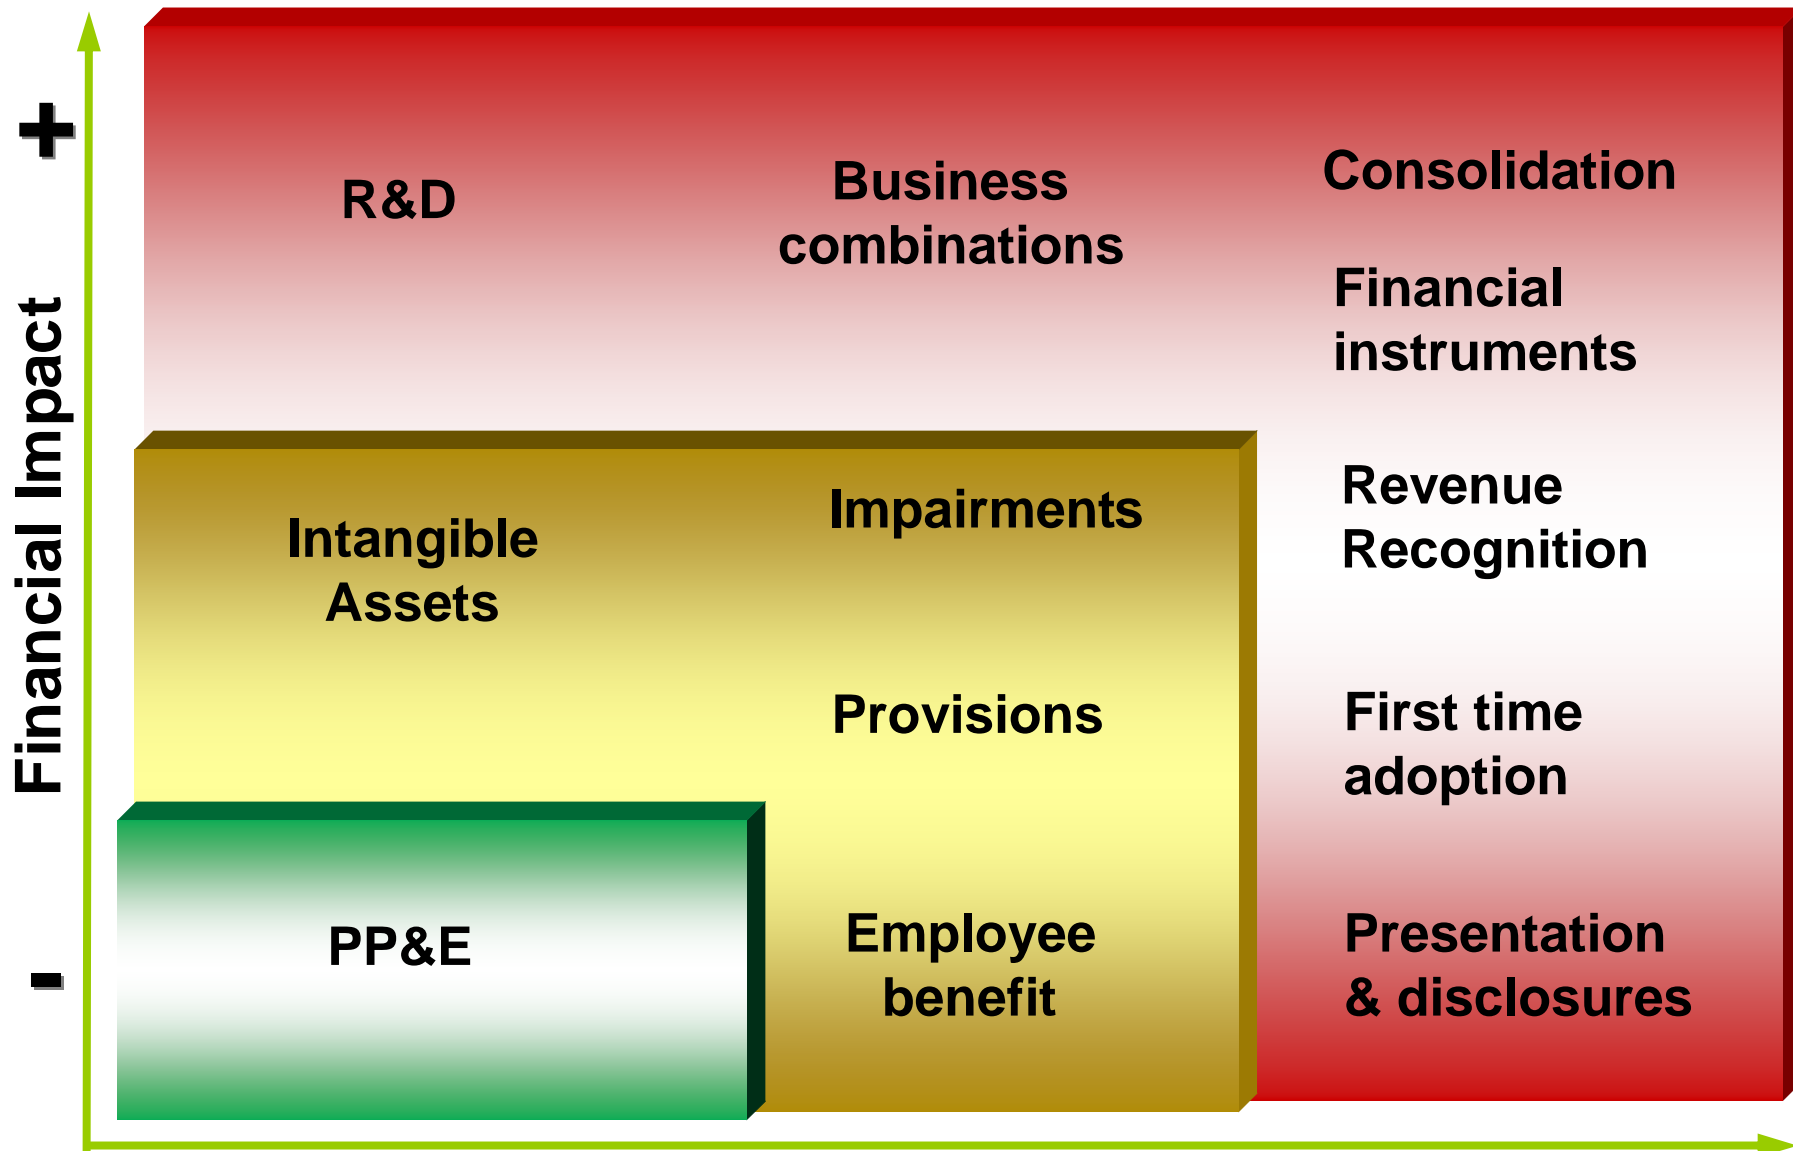 +
Financial Impact
-
R&D
Business
combinations
Consolidation
Financial
instruments
Intangible
Assets
Impairments
Revenue
Recognition
Provisions
First time
adoption
PP&E
Employee
benefit
Presentation
& disclosures